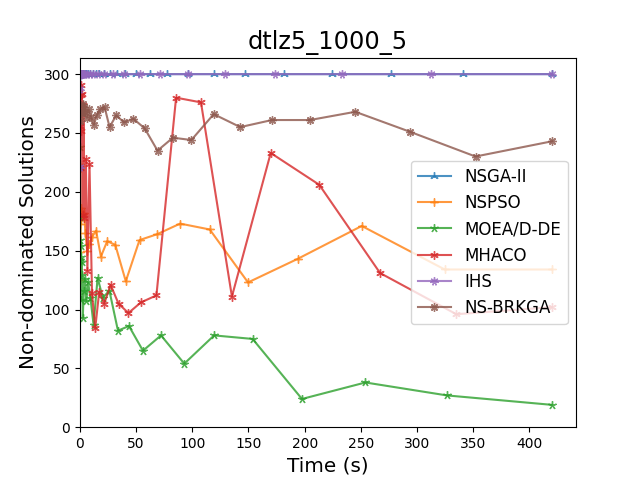 dtlz5_1000_5
Non-dominated Solutions
300
250
200
150
100
50
0
NSGA-II
NSPSO
MOEA/D-DE
MHACO
IHS
NS-BRKGA
0 50 100 150 200 250 300 350 400
Time (s)